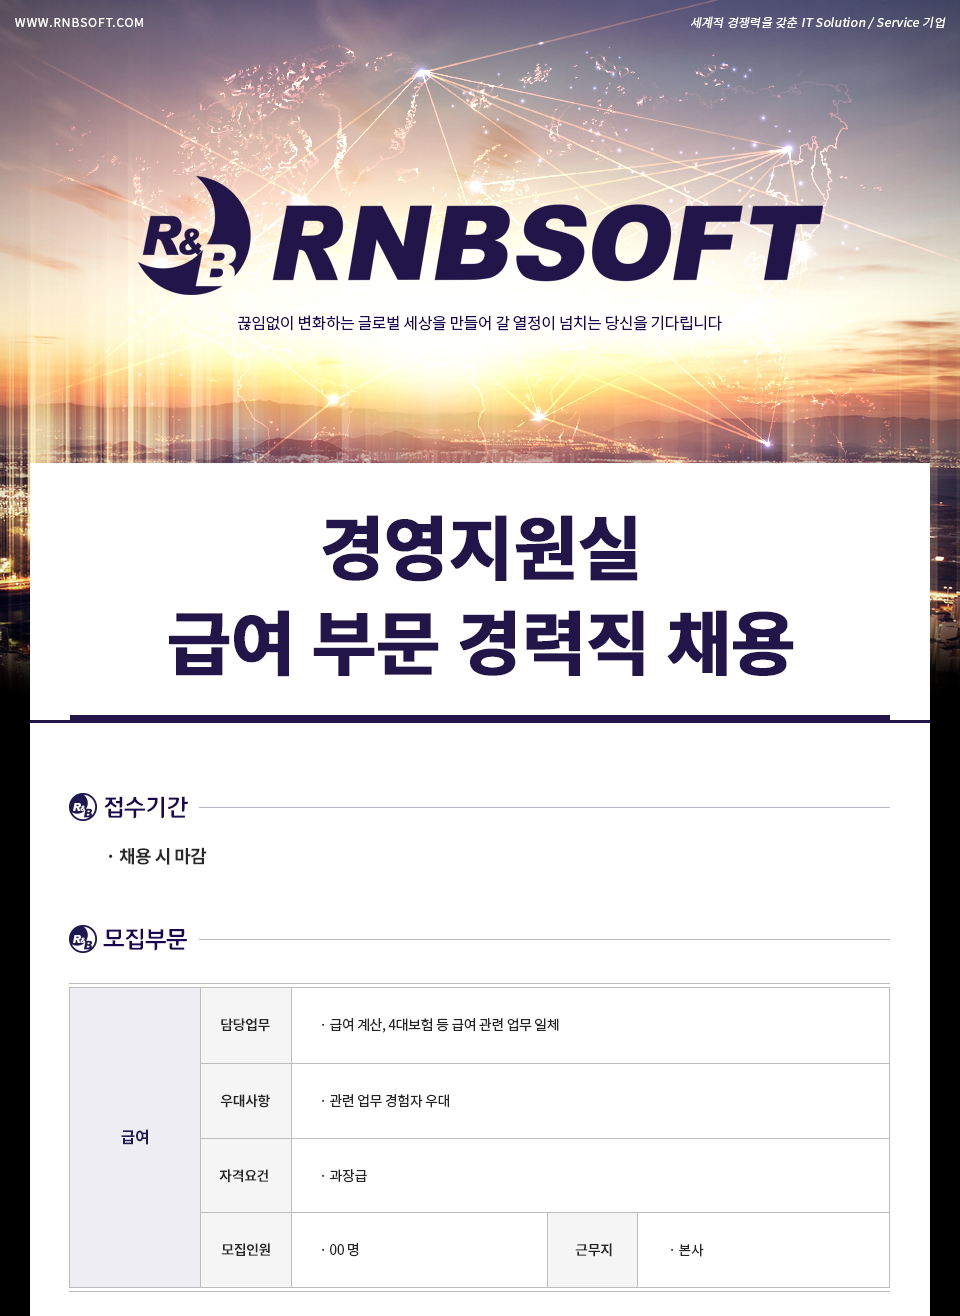 WWW.RNBSOFT.COM
세계적 경쟁력을 갖춘 IT Solution / Service 기업
R&B RNBSOFT
끊임없이 변화하는 글로벌 세상을 만들어 갈 열정이 넘치는 당신을 기다립니다
경영지원실
급여 부문 경력직 채용
R&B 접수기간
· 채용 시 마감
R&B 모집부문
급여
담당업무 · 급여 계산, 4대보험 등 급여 관련 업무 일체
우대사항 · 관련 업무 경험자 우대
자격요건 · 과장급
모집인원 · 00 명 근무지 · 본사